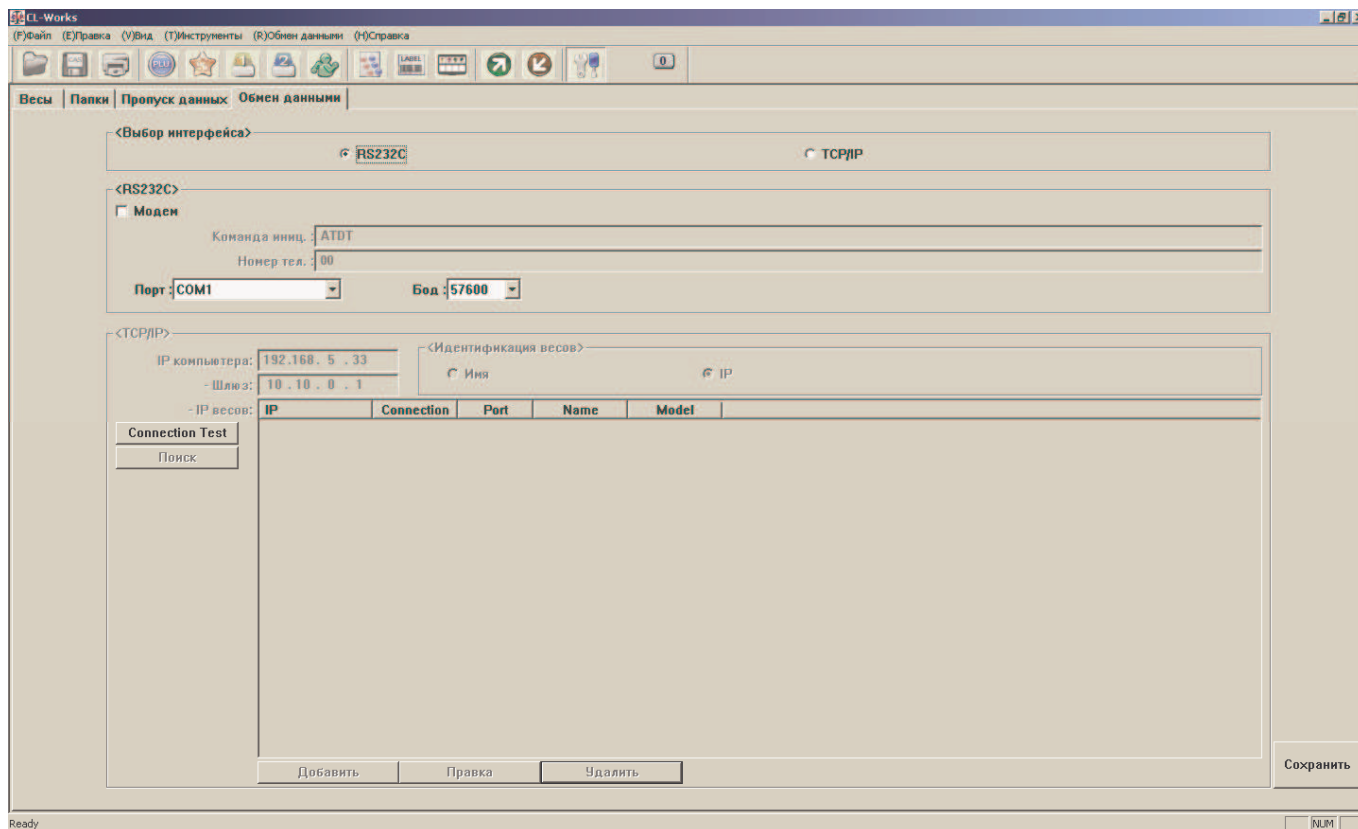 CL-Works
(F)Файл (E)Правка (V)Вид (T)Инструменты (R)Обмен данными (H)Справка
PLU 2 LABEL 0
Весы Папки Пропуск данных Обмен данными
<Выбор интерфейса>
RS232C TCP/IP
<RS232C>
Модем
Команда иниц. : ATDT
Номер тел. : 00
Порт : COM1 Бод : 57600
<TCP/IP>
<Идентификация весов>
IP компьютера: 192.168. 5 .33
Имя IP
- Шлюз: 10 . 10 . 0 . 1
- IP весов: IP Connection Port Name Model
Connection Test
Поиск
Добавить Правка Удалить
Сохранить
Ready NUM